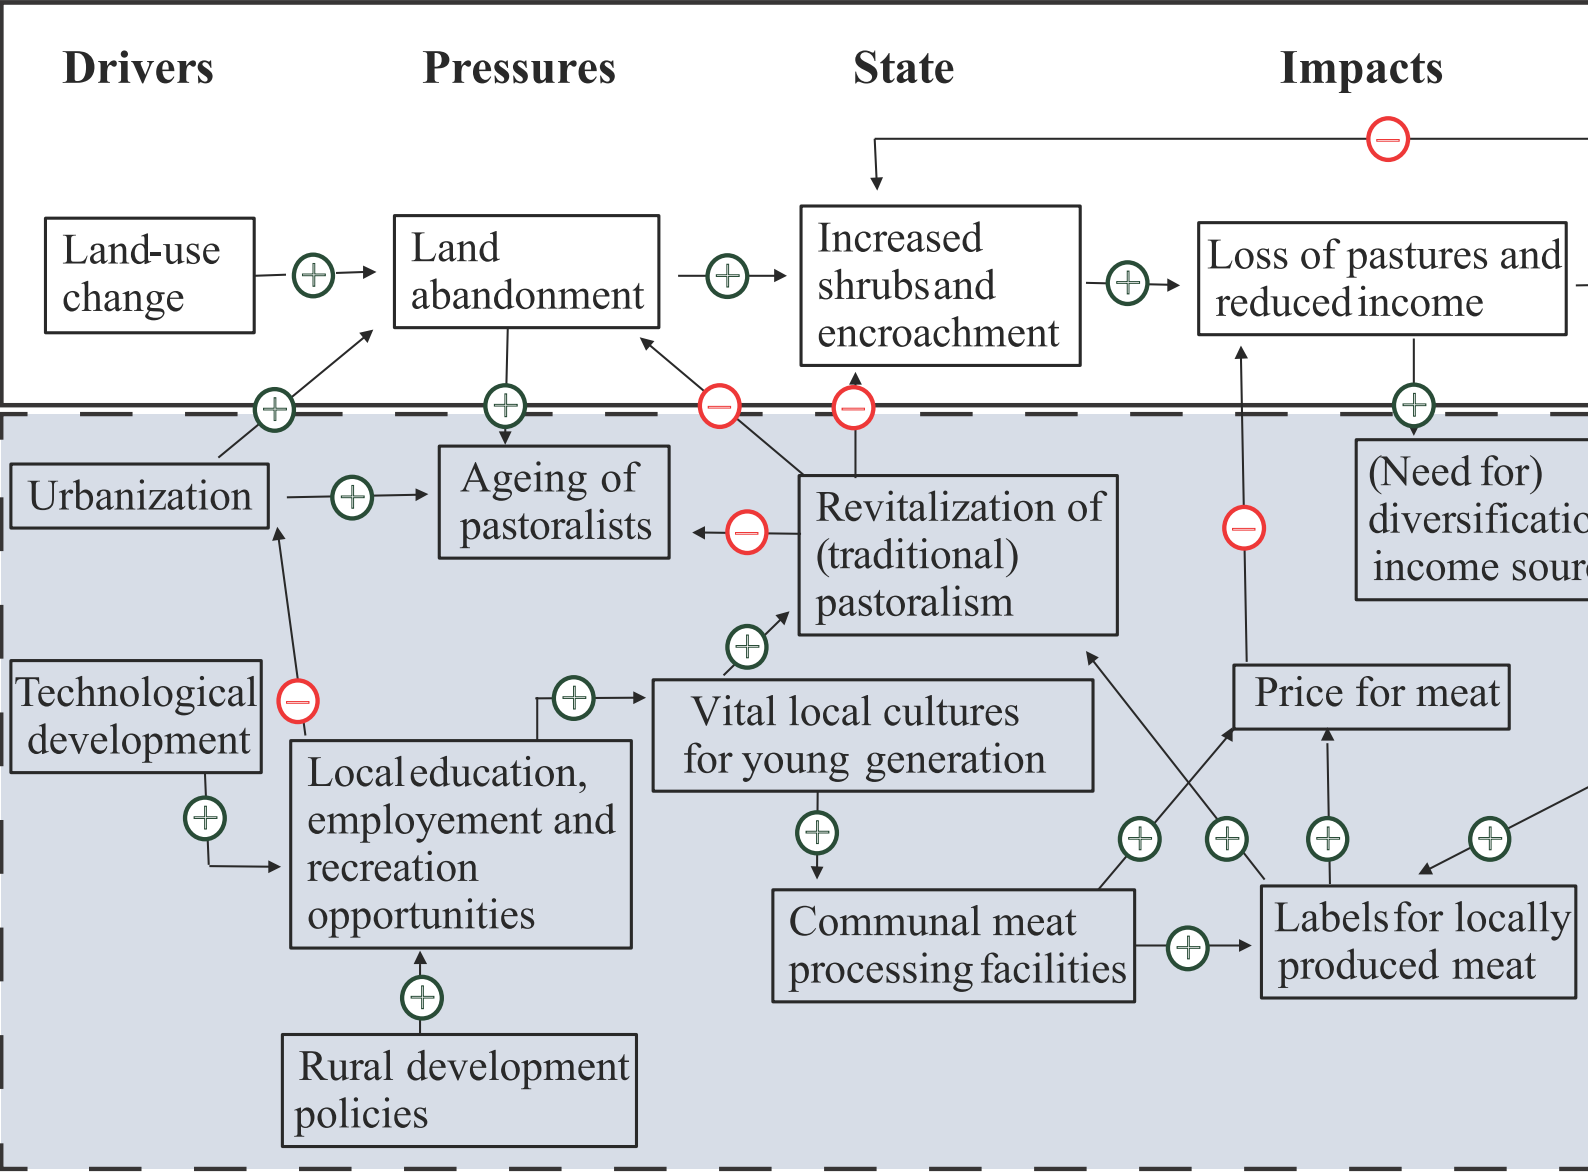 Drivers
Pressures
State
Impacts
Land-use
change
Land
abandonment
Increased
shrubs and
encroachment
Loss of pastures and
reduced income
Urbanization
Ageing of
pastoralists
Revitalization of
(traditional)
pastoralism
(Need for)
diversificatio
income sour
Technological
development
Local education,
employement and
recreation
opportunities
Vital local cultures
for young generation
Price for meat
Communal meat
processing facilities
Labels for locally
produced meat
Rural development
policies